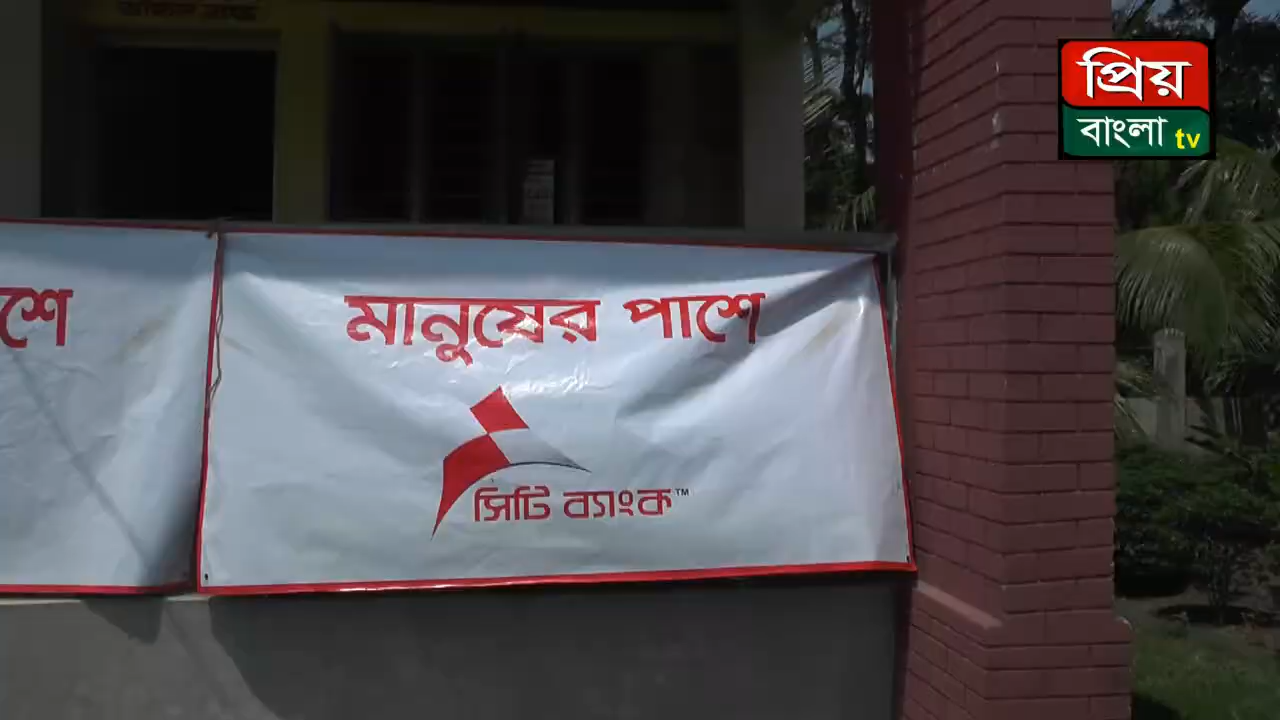 প্রিয়
বাংলা tv
শে
মানুষের পাশে
সিটি ব্যাংক™